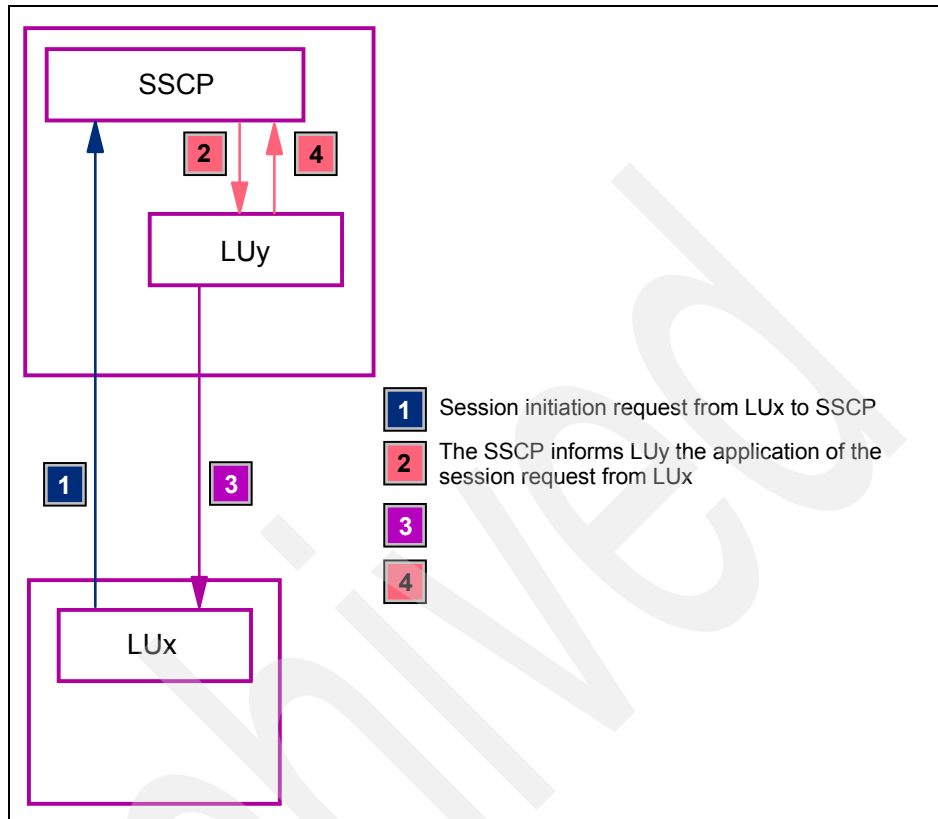 SSCP
2
4
LUy
1 Session initiation request from LUx to SSCP
2 The SSCP informs LUy the application of the
session request from LUx
1
3
3
4
LUx